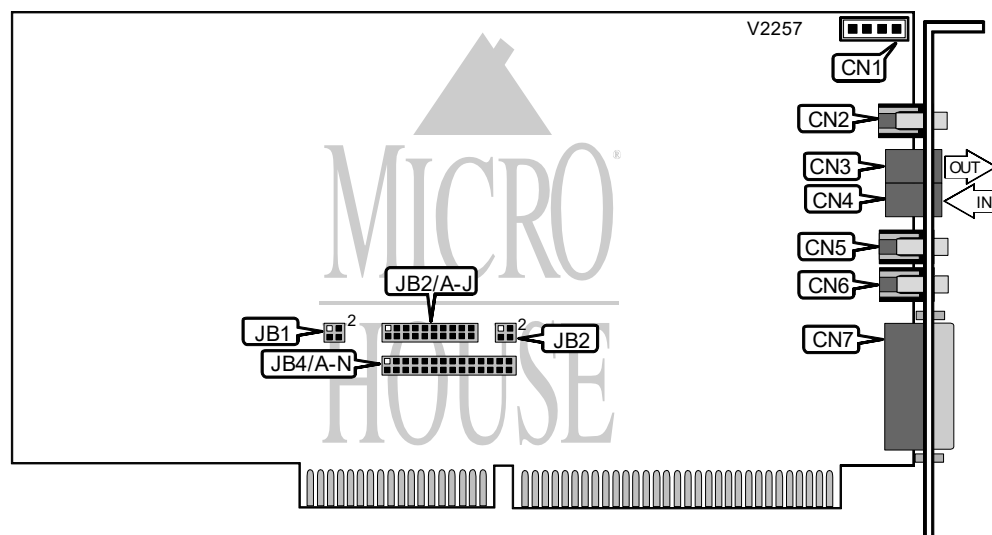 V2257
CN1
CN2
CN3
OUT
CN4
IN
MICRO®
CN5
JB2/A-J
CN6
JB1
2
2
JB2
CN7
JB4/A-N
HOUSE